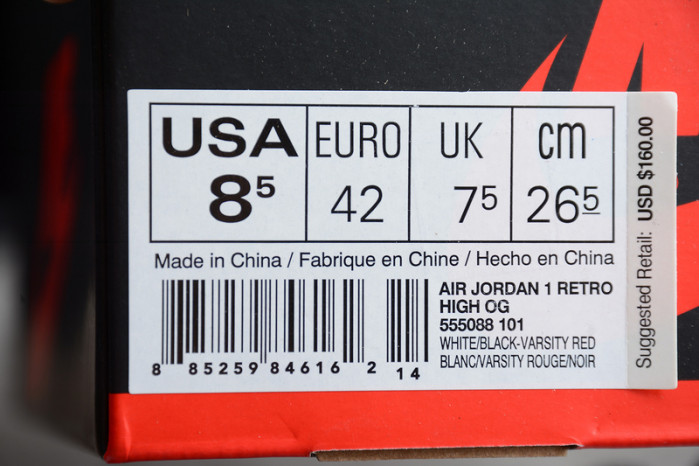 USA EURO UK cm
8⁵ 42 7⁵ 26⁵
Made in China / Fabrique en Chine / Hecho en China
AIR JORDAN 1 RETRO
HIGH OG
555088 101
WHITE/BLACK-VARSITY RED
BLANC/VARSITY ROUGE/NOIR
8 85259 84616 2 14
Suggested Retail: USD $160.00